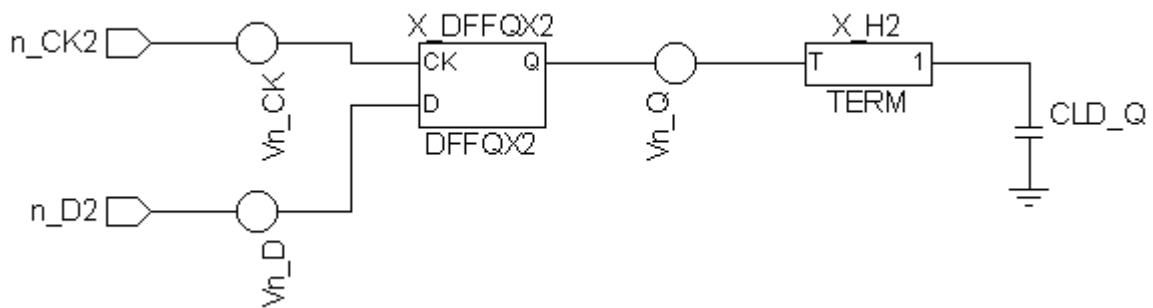 X_DFFQX2
X_H2
n_CK2
CK
Q
T
1
Vn_CK
D
Vn_Q
TERM
CLD_Q
DFFQX2
n_D2
Vn_D